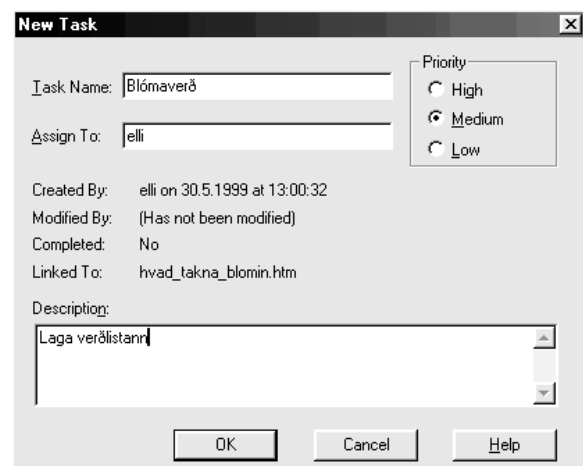 New Task
Task Name: Blómaverð
Assign To: elli
Priority
High
Medium
Low
Created By: elli on 30.5.1999 at 13:00:32
Modified By: (Has not been modified)
Completed: No
Linked To: hvad_takna_blomin.htm
Description:
Laga verðlistann
OK Cancel Help